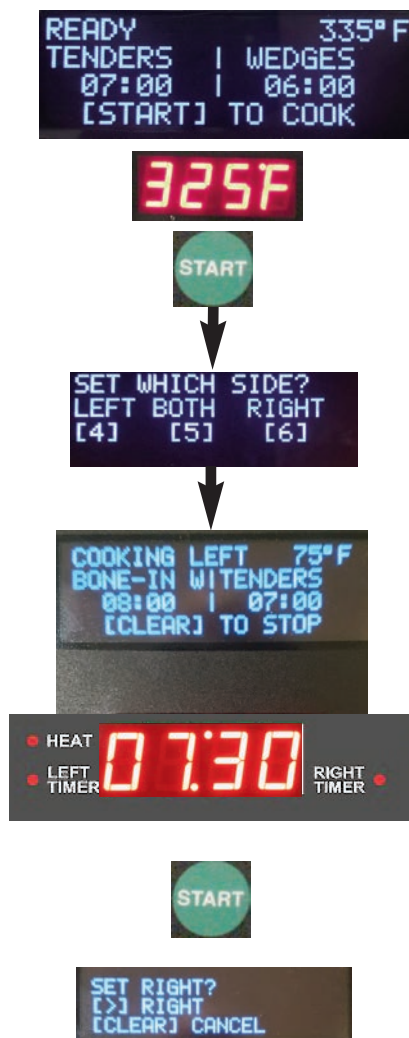 READY 335°F
TENDERS | WEDGES
07:00 | 06:00
[START] TO COOK
325°F
START
SET WHICH SIDE?
LEFT BOTH RIGHT
[4] [5] [6]
COOKING LEFT 75°F
BONE-IN W|TENDERS
08:00 | 07:00
[CLEAR] TO STOP
HEAT
LEFT TIMER 07:30 RIGHT TIMER
START
SET RIGHT?
[>] RIGHT
[CLEAR] CANCEL